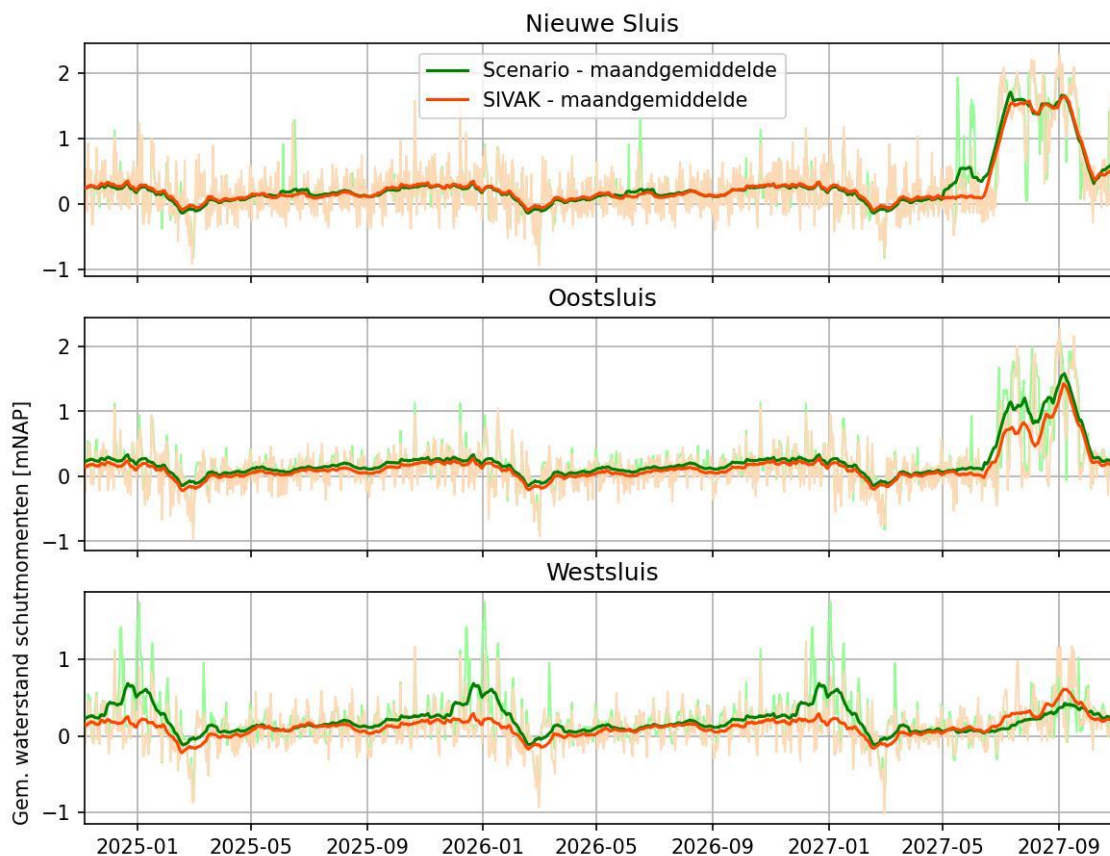 Nieuwe Sluis
Scenario - maandgemiddelde
SIVAK - maandgemiddelde
2
1
0
−1
Oostsluis
2
1
0
−1
Westsluis
1
0
−1
Gem. waterstand schutmomenten [mNAP]
2025-01 2025-05 2025-09 2026-01 2026-05 2026-09 2027-01 2027-05 2027-09